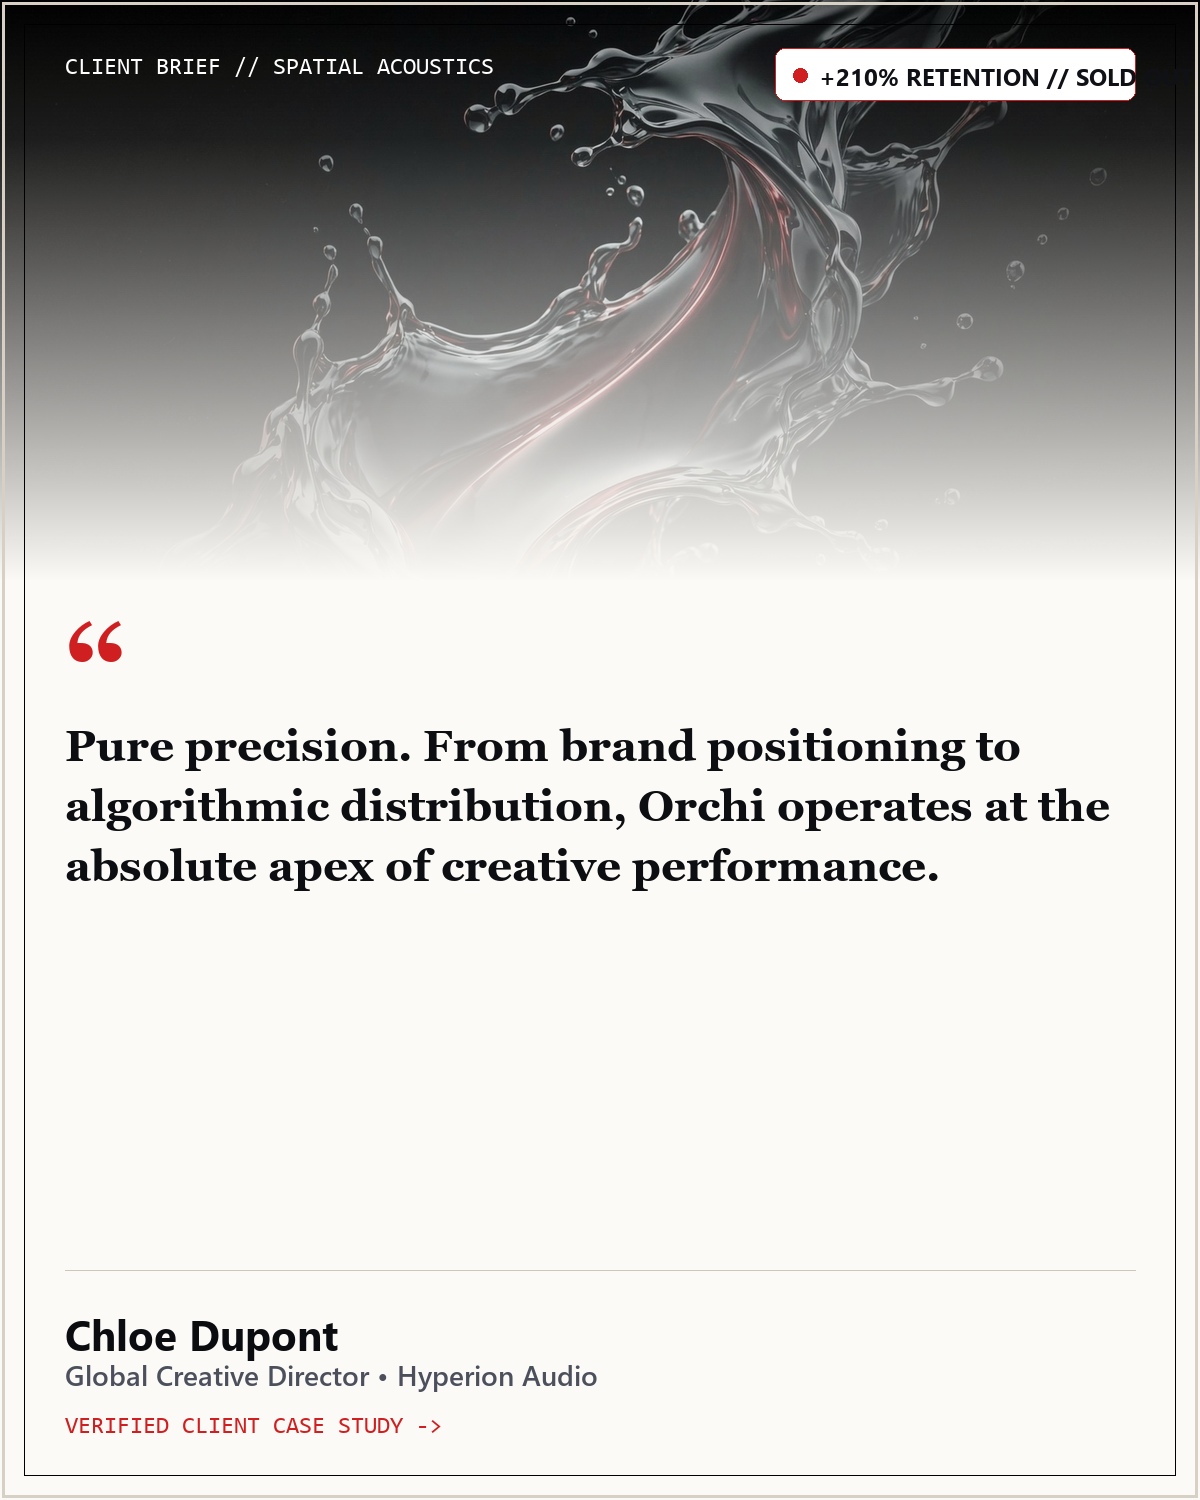 CLIENT BRIEF // SPATIAL ACOUSTICS
+210% RETENTION // SOLD
“
Pure precision. From brand positioning to
algorithmic distribution, Orchi operates at the
absolute apex of creative performance.
Chloe Dupont
Global Creative Director • Hyperion Audio
VERIFIED CLIENT CASE STUDY ->